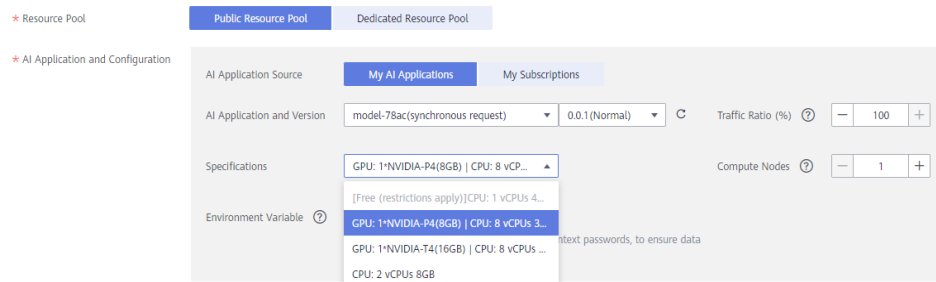 * Resource Pool
Public Resource Pool
Dedicated Resource Pool
* AI Application and Configuration
AI Application Source
My AI Applications
My Subscriptions
AI Application and Version
model-78ac(synchronous request)
0.0.1(Normal)
Traffic Ratio (%)
100
Specifications
GPU: 1*NVIDIA-P4(8GB) | CPU: 8 vCP...
Compute Nodes
1
[Free (restrictions apply)]CPU: 1 vCPUs 4...
GPU: 1*NVIDIA-P4(8GB) | CPU: 8 vCPUs 3...
Environment Variable
ntext passwords, to ensure data
GPU: 1*NVIDIA-T4(16GB) | CPU: 8 vCPUs ...
CPU: 2 vCPUs 8GB